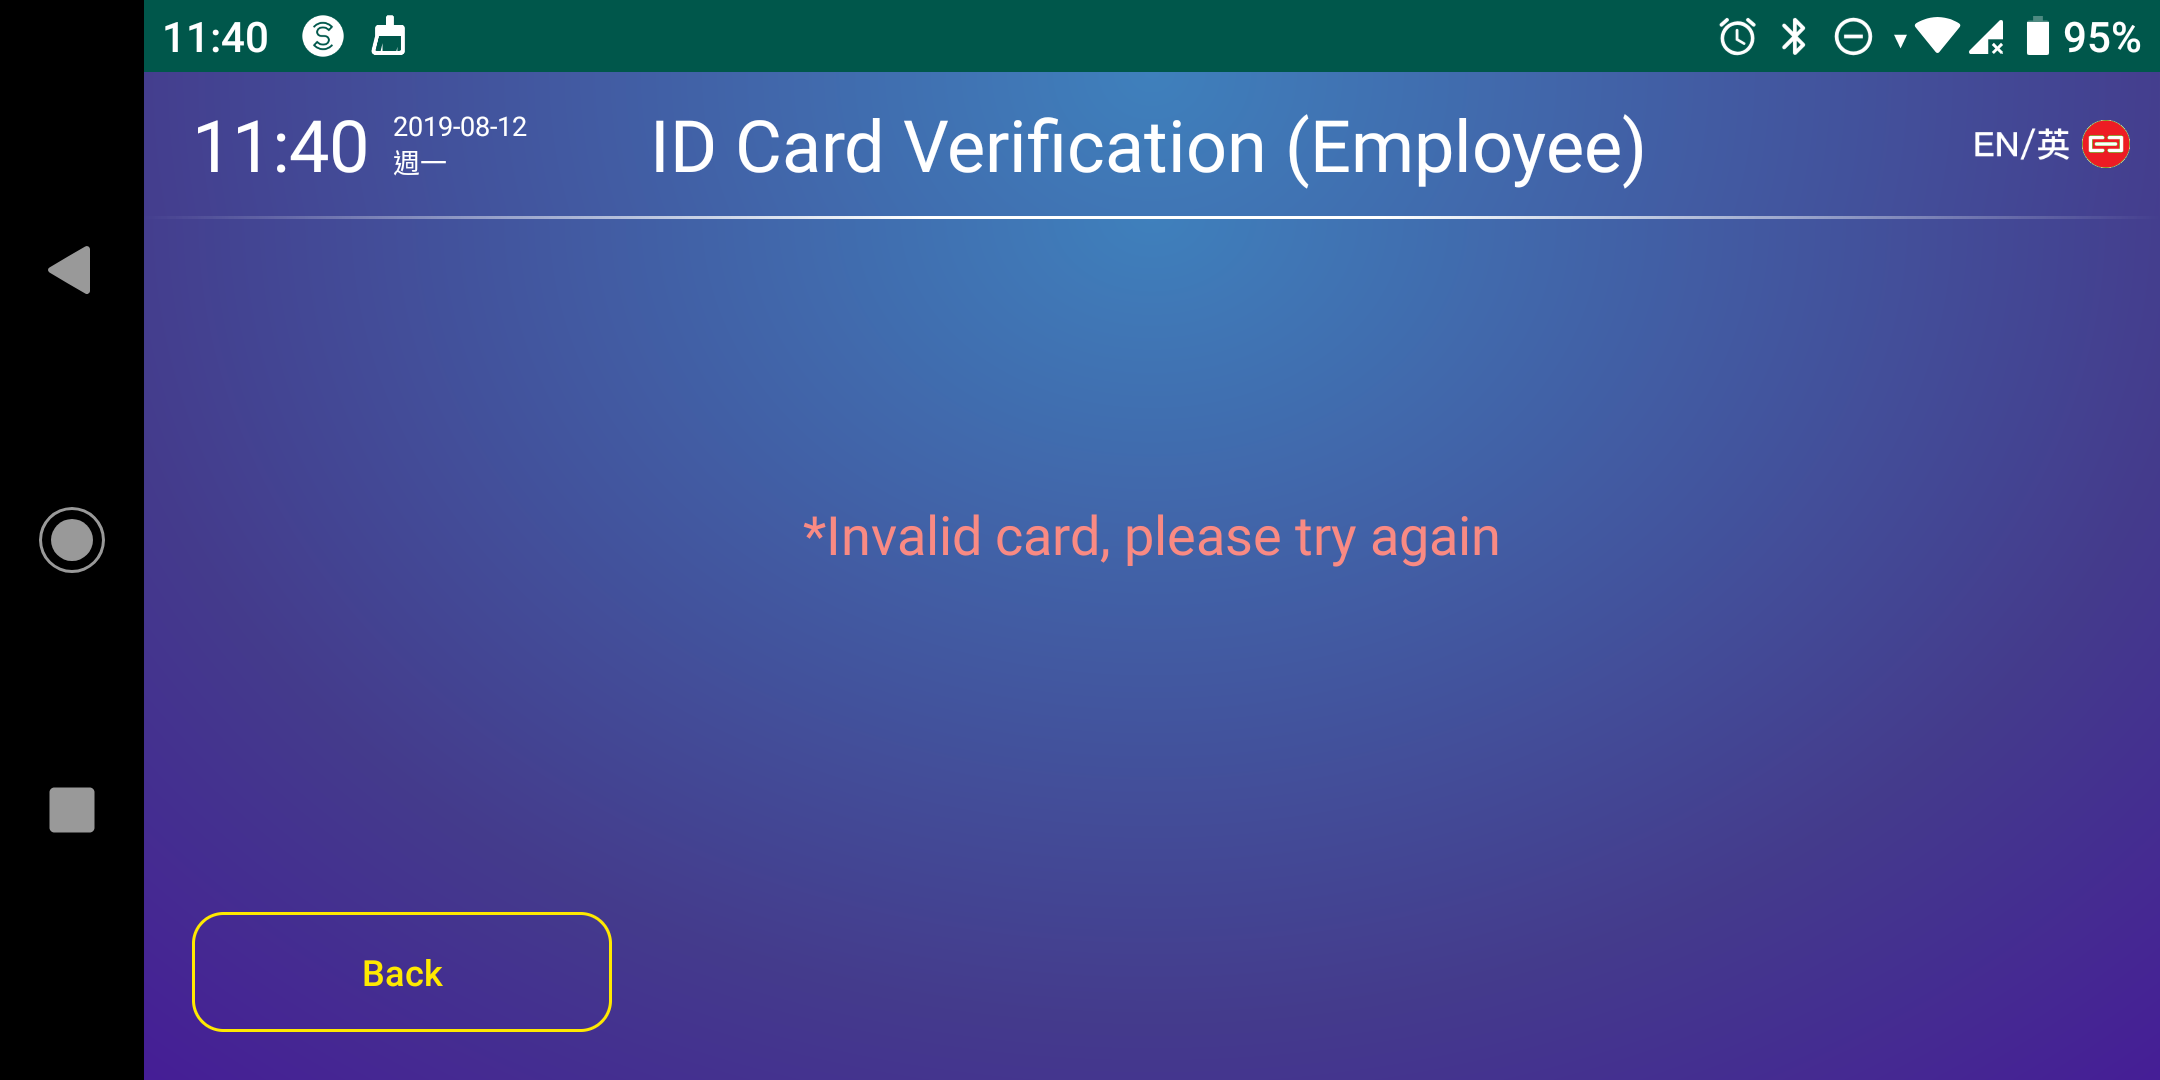 11:40
95%
11:40
2019-08-12
週一
ID Card Verification (Employee)
EN/英
*Invalid card, please try again
Back